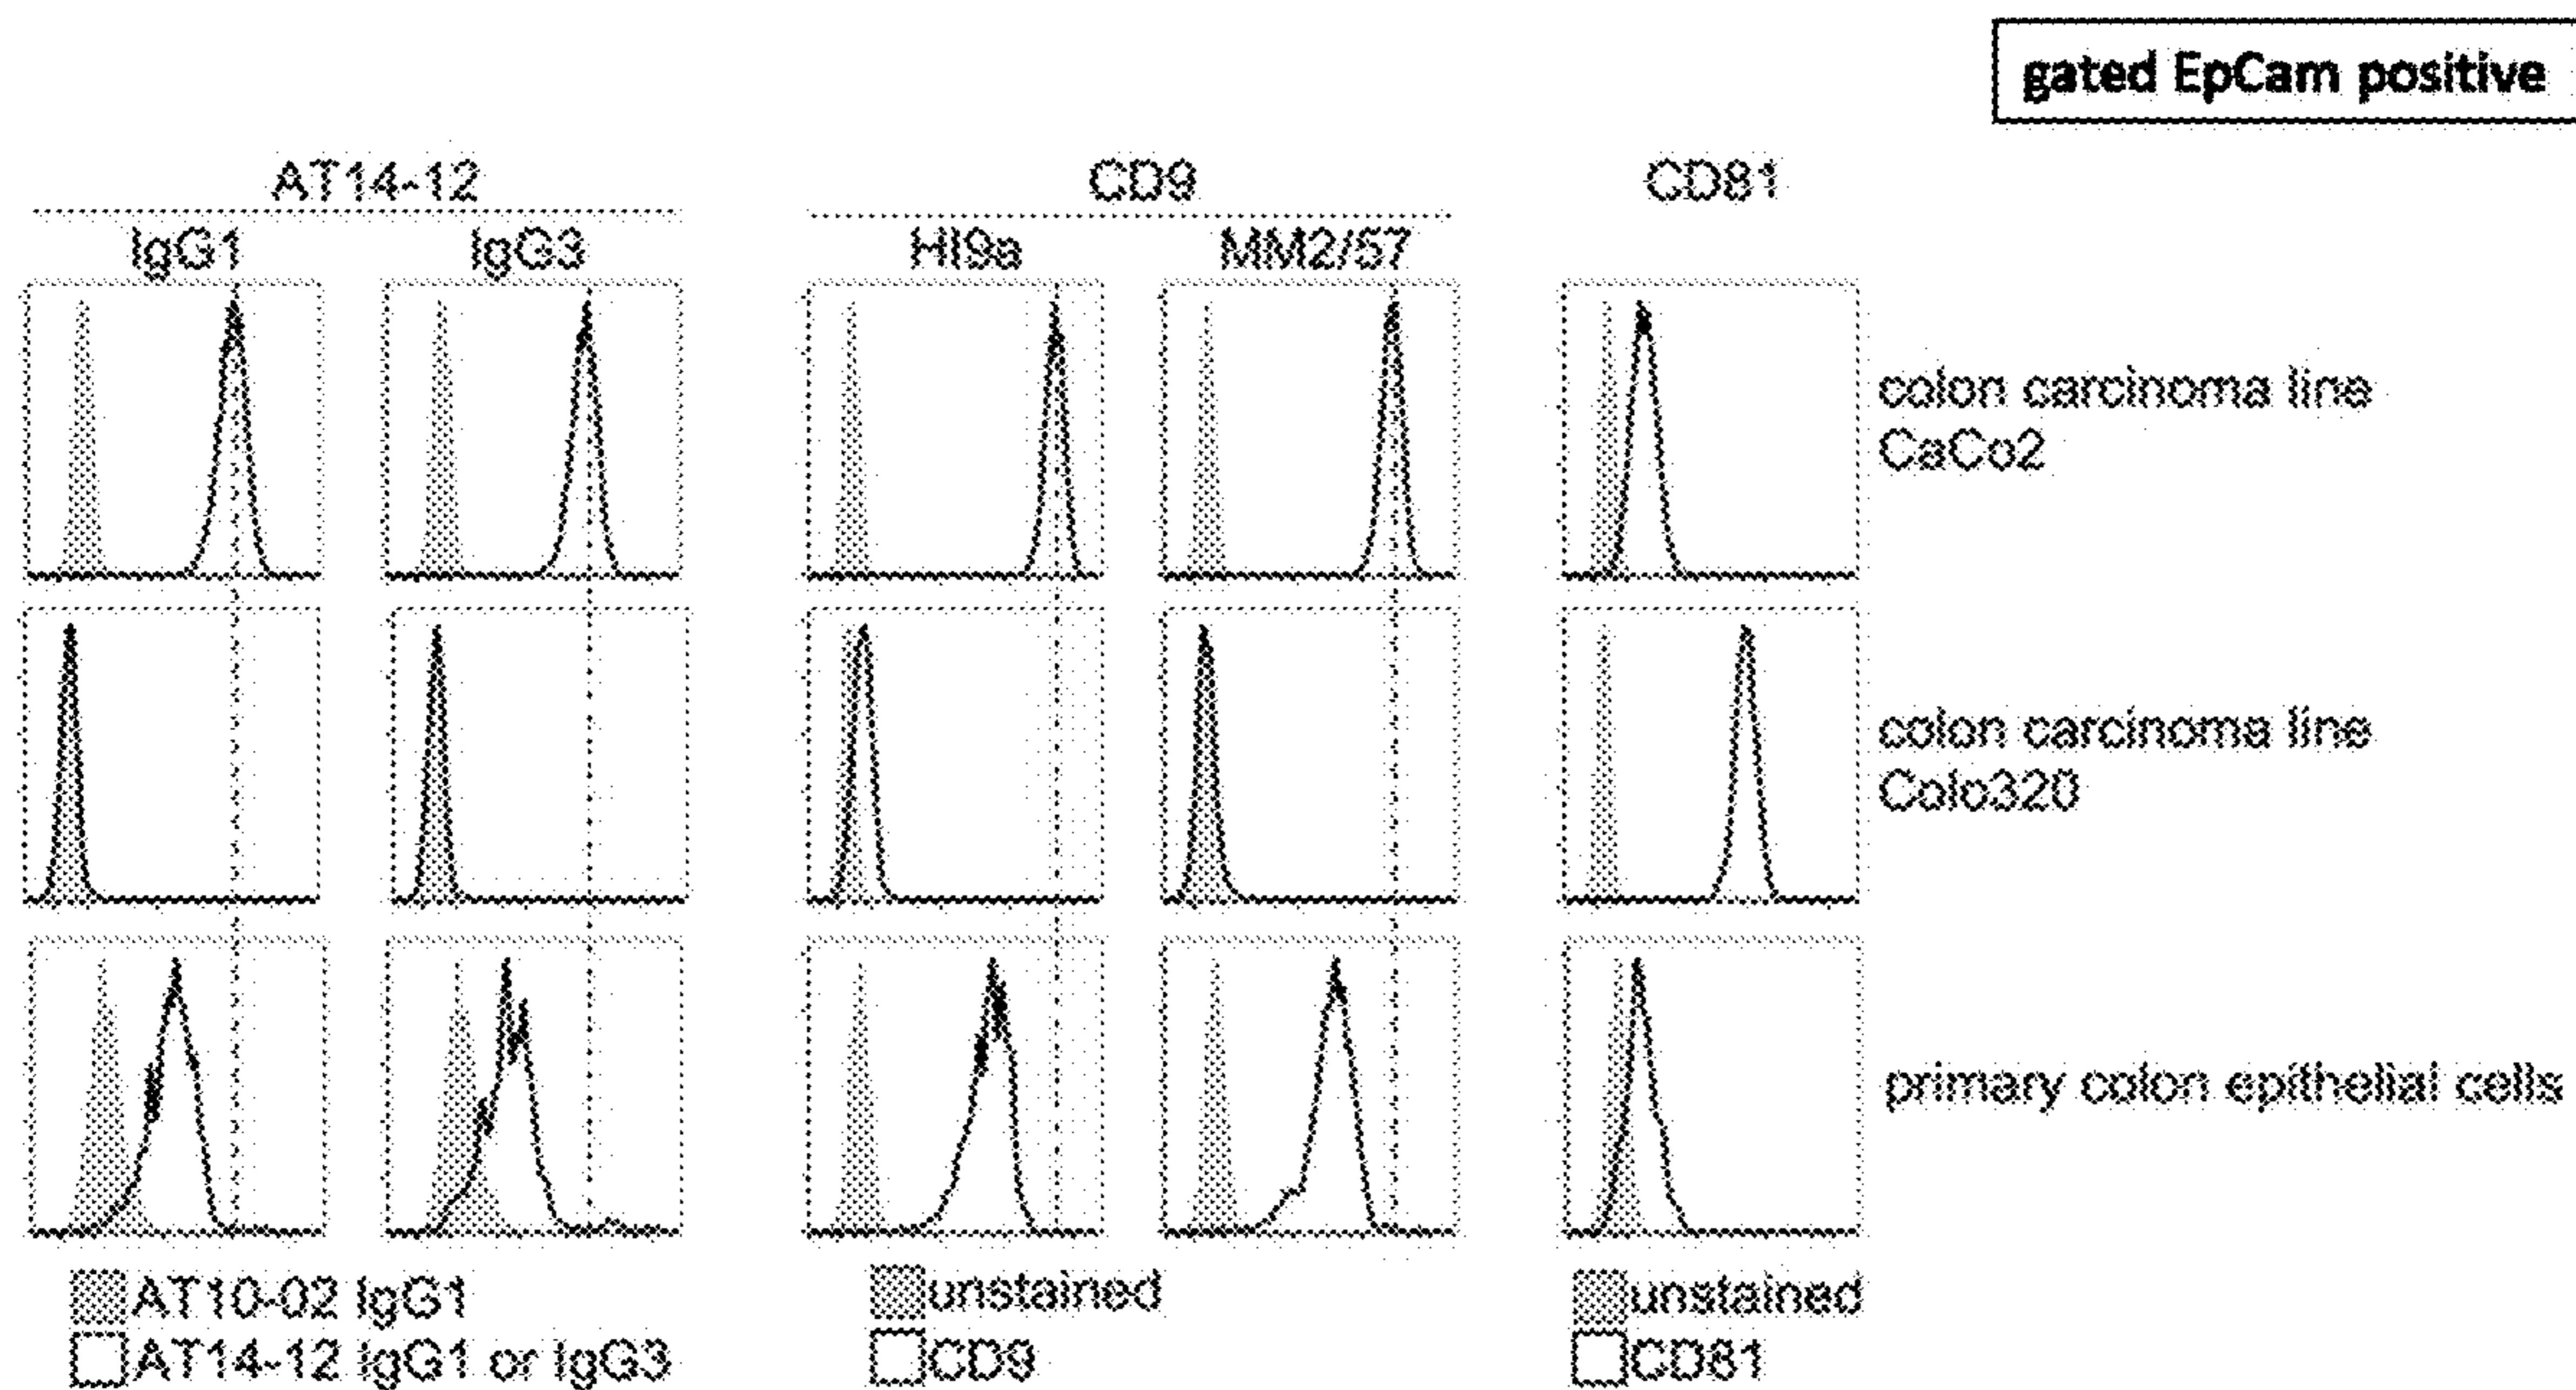 gated EpCam positive
AT14-12
CD9
CD81
IgG1
IgG3
HI9a
MM2/57
colon carcinoma line
CaCo2
colon carcinoma line
Colo320
primary colon epithelial cells
AT10-02 IgG1
AT14-12 IgG1 or IgG3
unstained
CD9
unstained
CD81